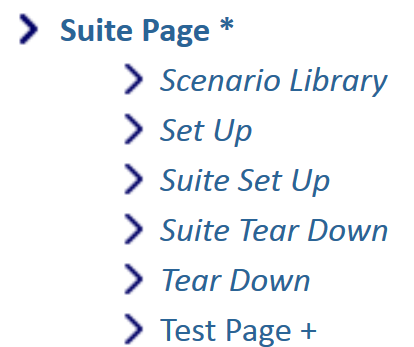 Suite Page *
Scenario Library
Set Up
Suite Set Up
Suite Tear Down
Tear Down
Test Page +